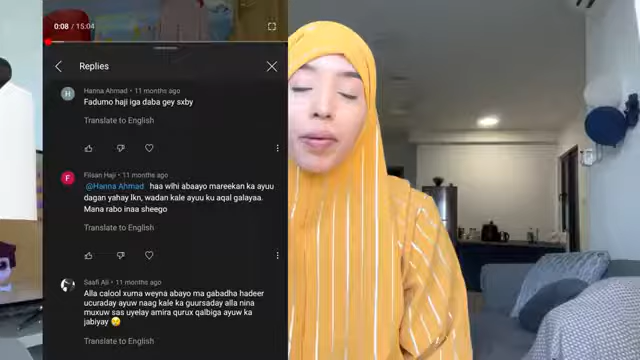 0:08 / 15:04
Replies
H
Hanna Ahmad • 11 months ago
Fadumo haji iga daba gey sxby
Translate to English
F
Filsan Haji • 11 months ago
@Hanna Ahmad haa wlhi abaayo mareekan ka ayuu
dagan yahay lkn, wadan kale ayuu ku aqal galayaa.
Mana rabo inaa sheego
Translate to English
Saafi Ali • 11 months ago
Alla calool xuma weyna abayo ma gabadha hadeer
ucuraday ayuw naag kale ka guursaday alla nina
muxuw sas uyelay amira qurux qalbiga ayuw ka
jabiyay 😢
Translate to English